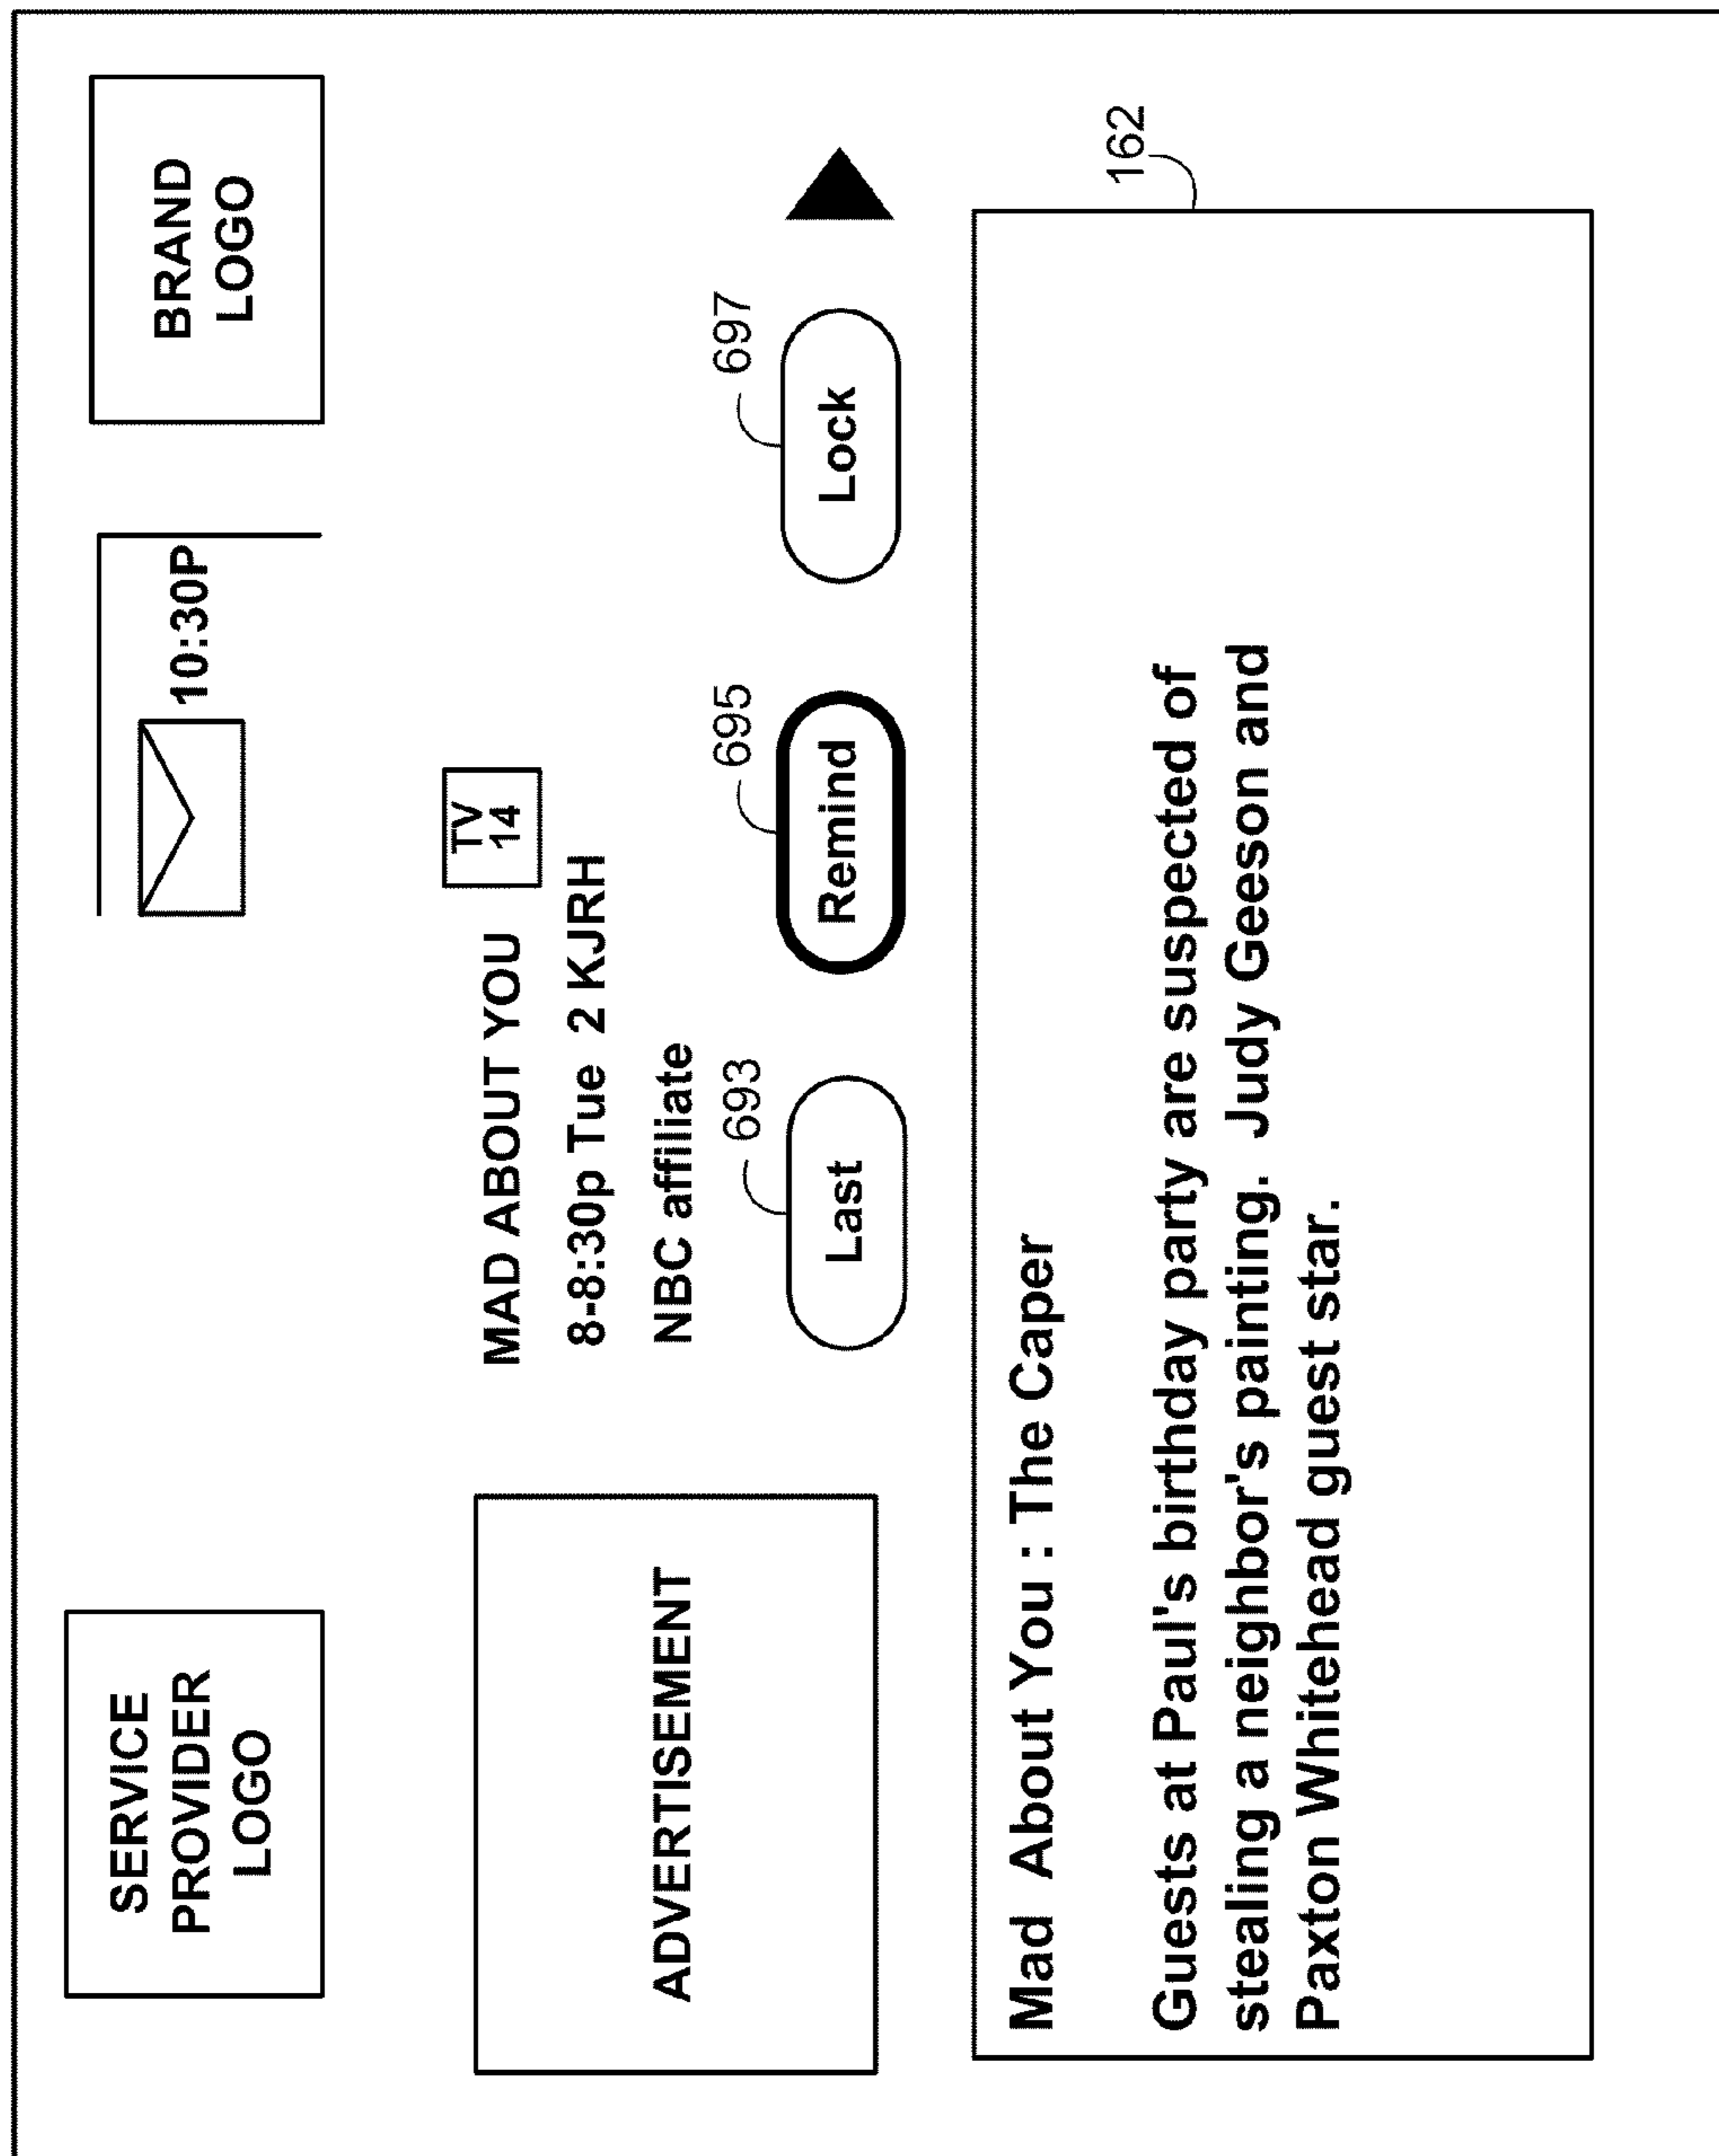 SERVICE
PROVIDER
LOGO
10:30P
BRAND
LOGO
ADVERTISEMENT
MAD ABOUT YOU
TV
14
8-8:30p Tue 2 KJRH
NBC affiliate
693
695
697
Last
Remind
Lock
162
Mad About You : The Caper
Guests at Paul's birthday party are suspected of
stealing a neighbor's painting. Judy Geeson and
Paxton Whitehead guest star.